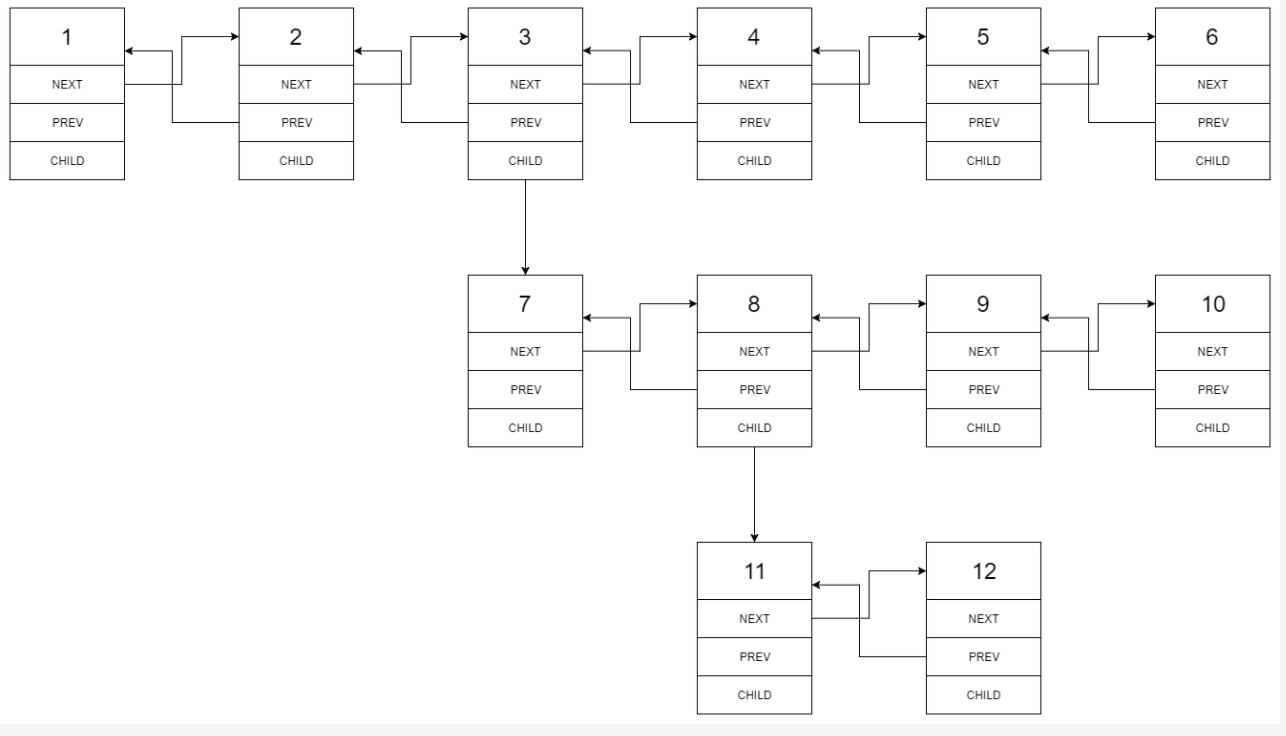 1 2 3 4 5 6
NEXT NEXT NEXT NEXT NEXT NEXT
PREV PREV PREV PREV PREV PREV
CHILD CHILD CHILD CHILD CHILD CHILD
7 8 9 10
NEXT NEXT NEXT NEXT
PREV PREV PREV PREV
CHILD CHILD CHILD CHILD
11 12
NEXT NEXT
PREV PREV
CHILD CHILD